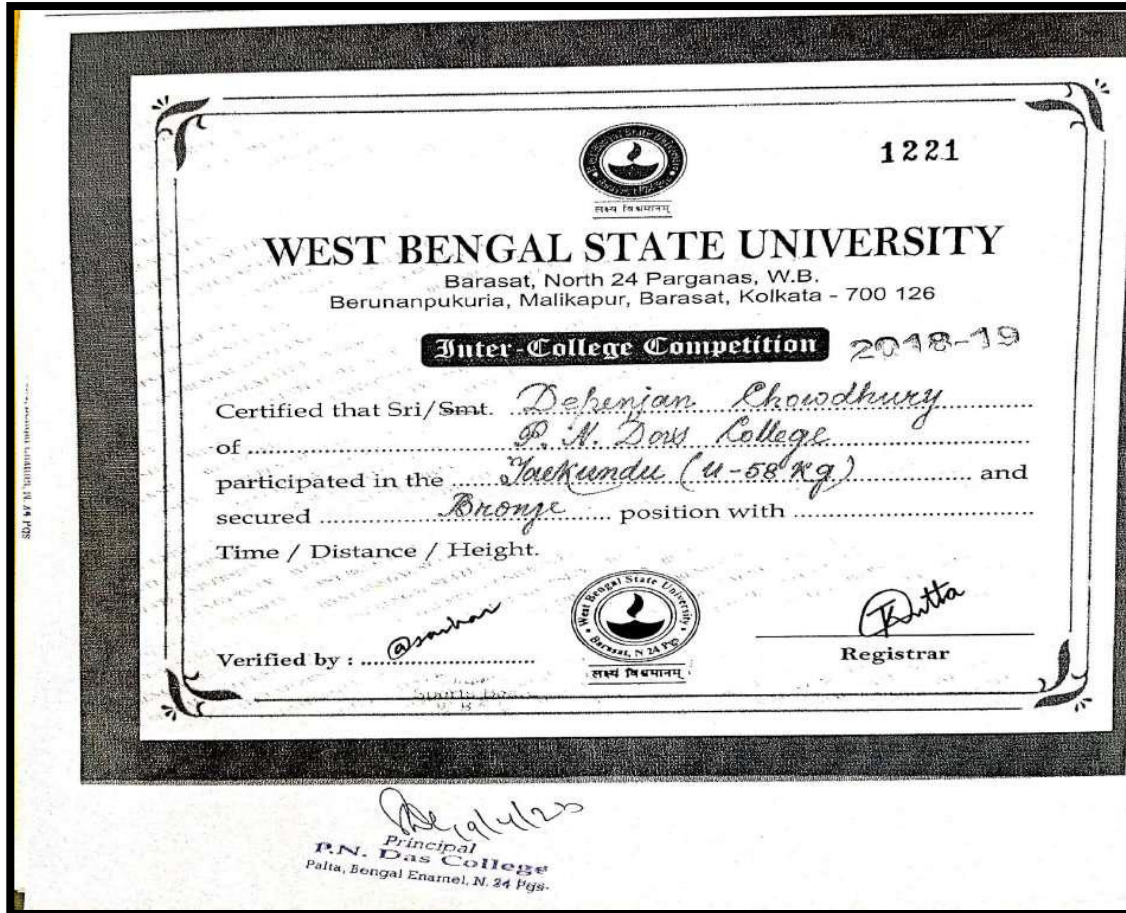 1221
लक्ष्य विश्वमानम्
WEST BENGAL STATE UNIVERSITY
Barasat, North 24 Parganas, W.B.
Berunanpukuria, Malikapur, Barasat, Kolkata - 700 126
Inter-College Competition 2018-19
Certified that Sri/Smt. Depenjan Chowdhury
of P. N. Das College
participated in the Taekundu (U-58 kg) and
secured Bronze position with
Time / Distance / Height.
West Bengal State University
Barasat, N 24 Pgs
लक्ष्यं विश्वमानम्
Verified by :
Registrar
Principal
P.N. Das College
Palta, Bengal Enamel, N. 24 Pgs.